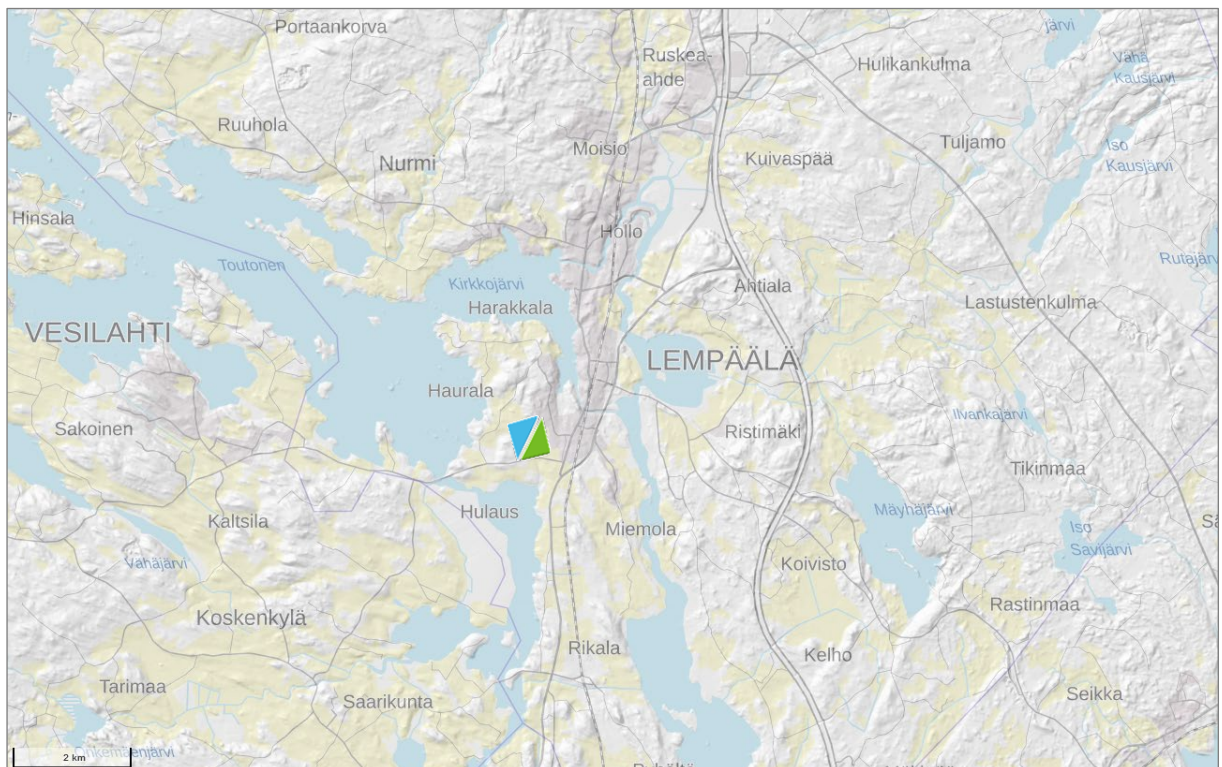 Portaankorva
järvi
Ruskea-
ahde
Hulikankulma
Vähä
Kausjärvi
Ruuhola
Nurmi
Moisio
Kuivaspää
Tuljamo
Iso
Kausjärvi
Hinsala
Hollo
Toutonen
Kirkkojärvi
Ahtiala
Rutajärvi
Harakkala
Lastustenkulma
VESILAHTI
LEMPÄÄLÄ
Haurala
Ilvankajärvi
Sakoinen
Ristimäki
Tikinmaa
Kaltsila
Hulaus
Mäyhäjärvi
Miemola
Iso
Savijärvi
Sä
Vähäjärvi
Koivisto
Koskenkylä
Rastinmaa
Rikala
Kelho
Tarimaa
Saarikunta
Seikka
2 km
nkemäenjärvi